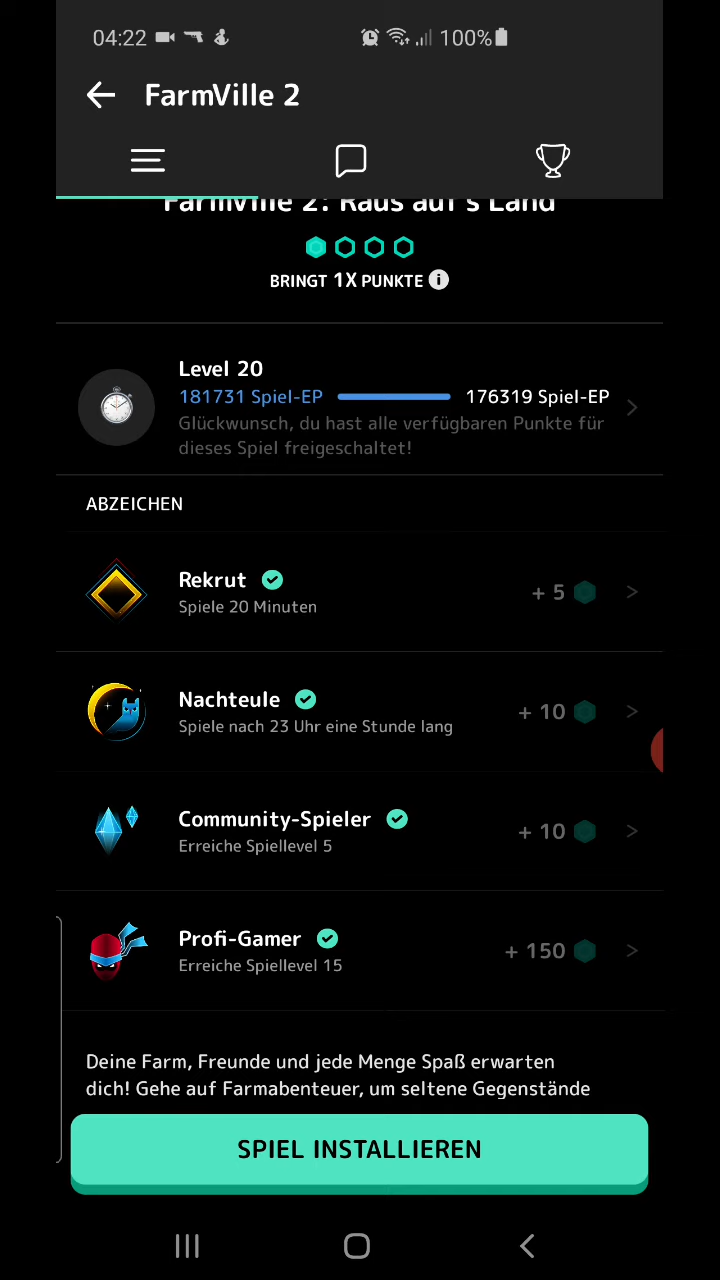 04:22
100%
FarmVille 2
FarmVille 2: Raus auf's Land
BRINGT 1X PUNKTE i
Level 20
181731 Spiel-EP 176319 Spiel-EP
Glückwunsch, du hast alle verfügbaren Punkte für
dieses Spiel freigeschaltet!
ABZEICHEN
Rekrut
Spiele 20 Minuten
+ 5
Nachteule
Spiele nach 23 Uhr eine Stunde lang
+ 10
Community-Spieler
Erreiche Spiellevel 5
+ 10
Profi-Gamer
Erreiche Spiellevel 15
+ 150
Deine Farm, Freunde und jede Menge Spaß erwarten
dich! Gehe auf Farmabenteuer, um seltene Gegenstände
SPIEL INSTALLIEREN